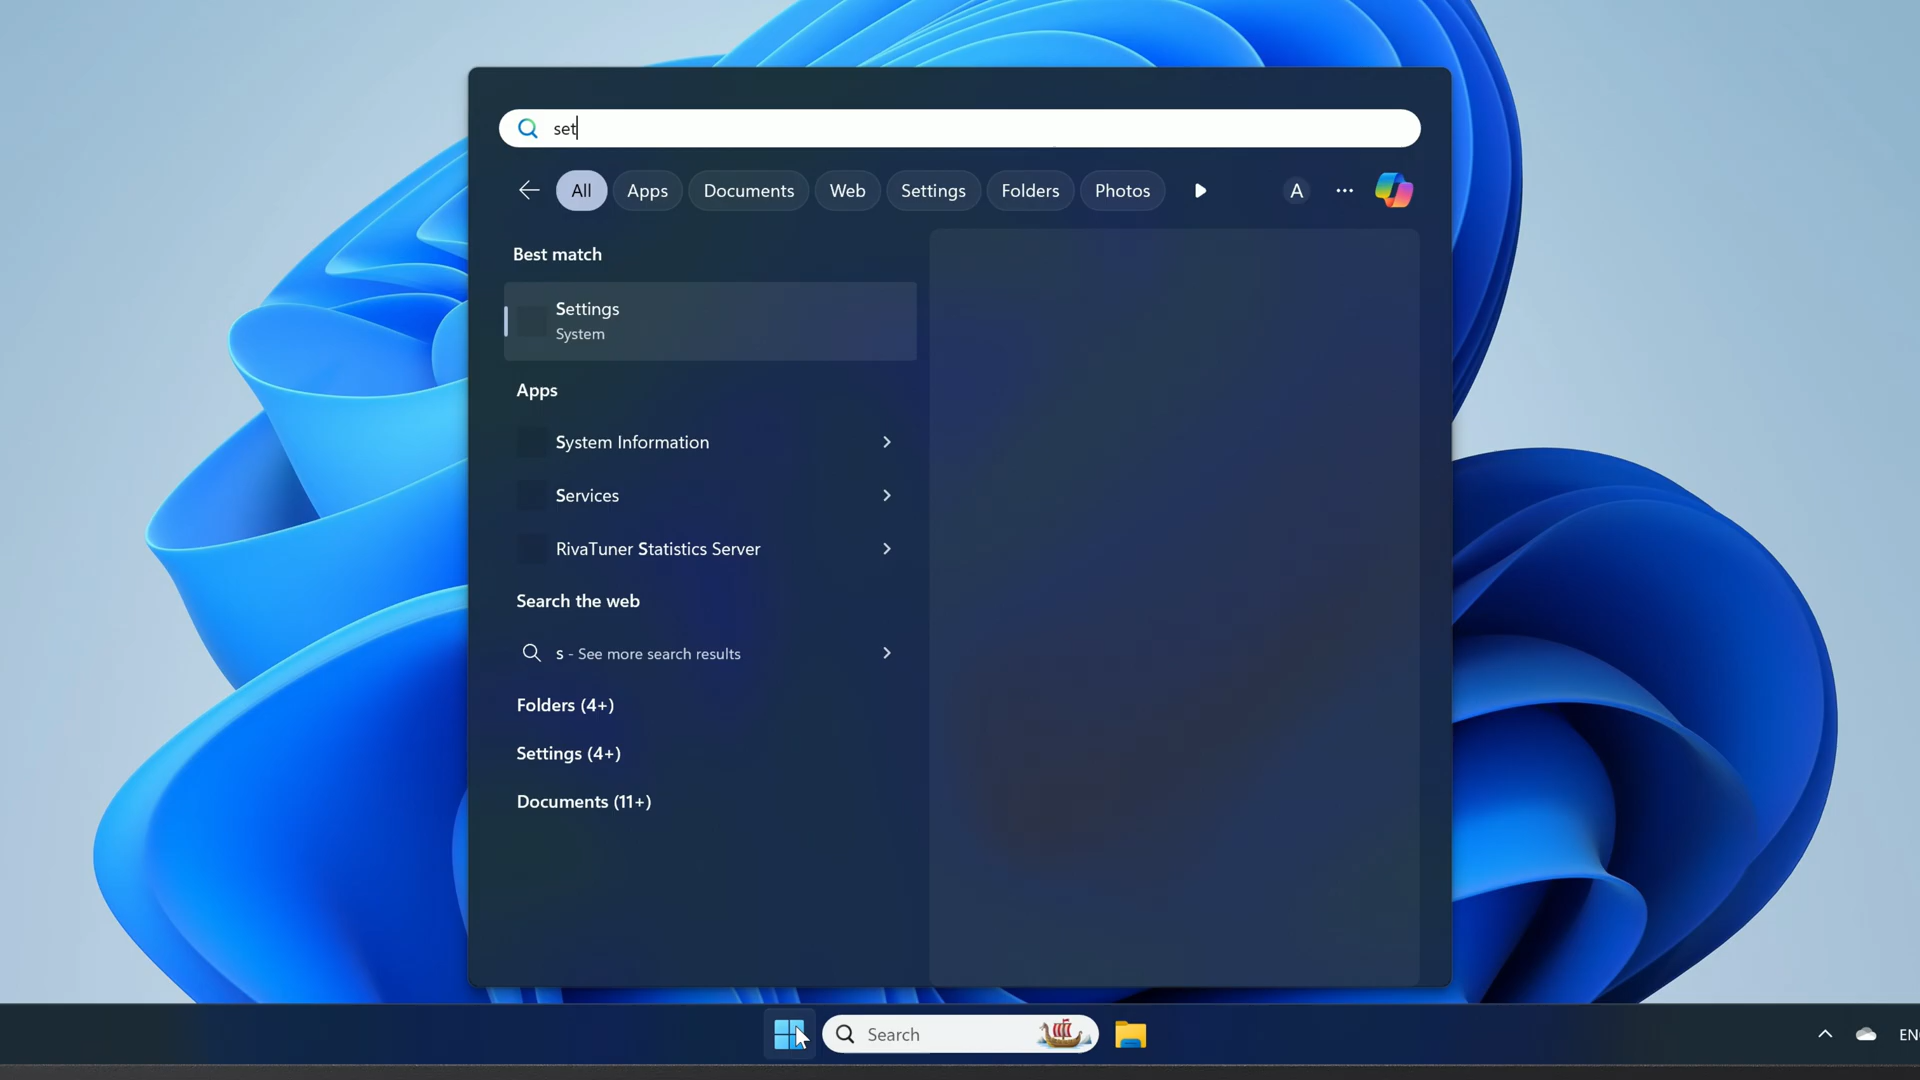 set
All Apps Documents Web Settings Folders Photos A
Best match
Settings
System
Apps
System Information
Services
RivaTuner Statistics Server
Search the web
s - See more search results
Folders (4+)
Settings (4+)
Documents (11+)
Search